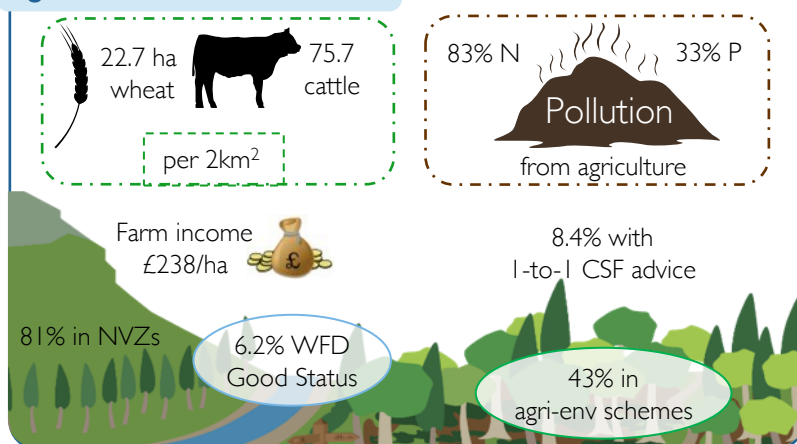 22.7 ha
wheat
75.7
cattle
per 2km²
83% N
33% P
Pollution
from agriculture
Farm income
£238/ha
£
8.4% with
1-to-1 CSF advice
81% in NVZs
6.2% WFD
Good Status
43% in
agri-env schemes